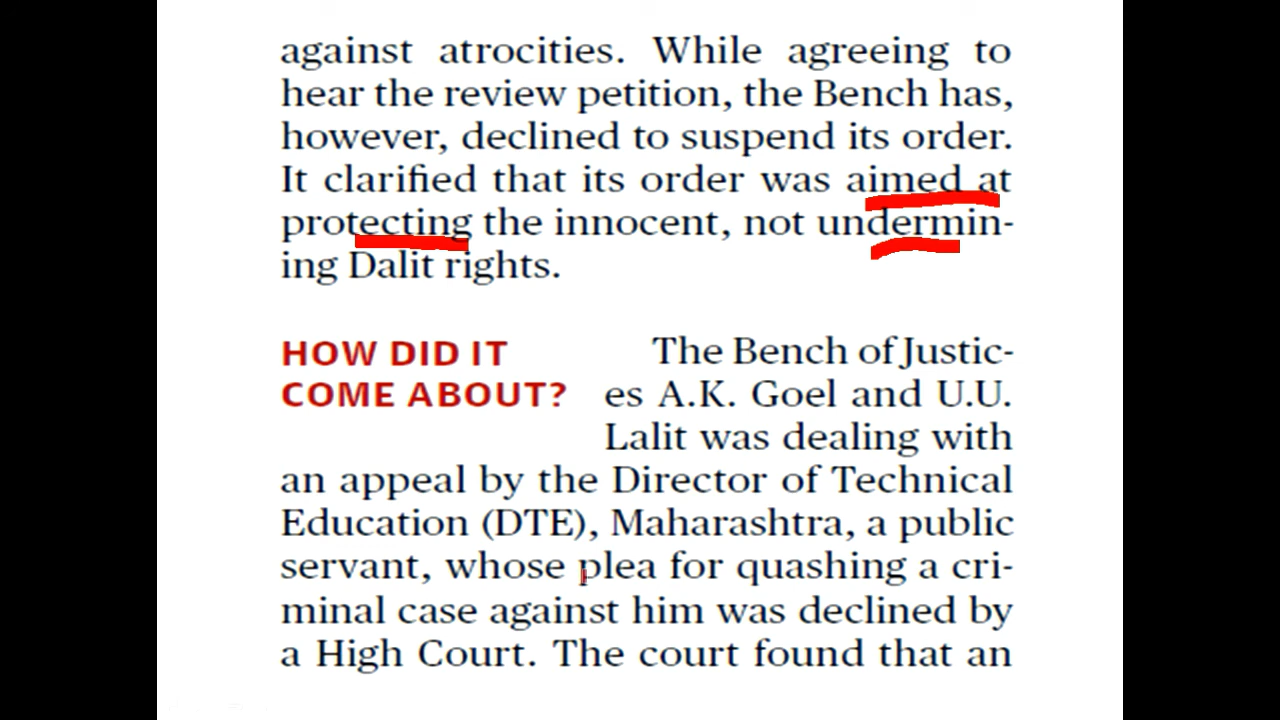 against atrocities. While agreeing to
hear the review petition, the Bench has,
however, declined to suspend its order.
It clarified that its order was aimed at
protecting the innocent, not undermin-
ing Dalit rights.
HOW DID IT
COME ABOUT?
The Bench of Justic-
es A.K. Goel and U.U.
Lalit was dealing with
an appeal by the Director of Technical
Education (DTE), Maharashtra, a public
servant, whose plea for quashing a cri-
minal case against him was declined by
a High Court. The court found that an